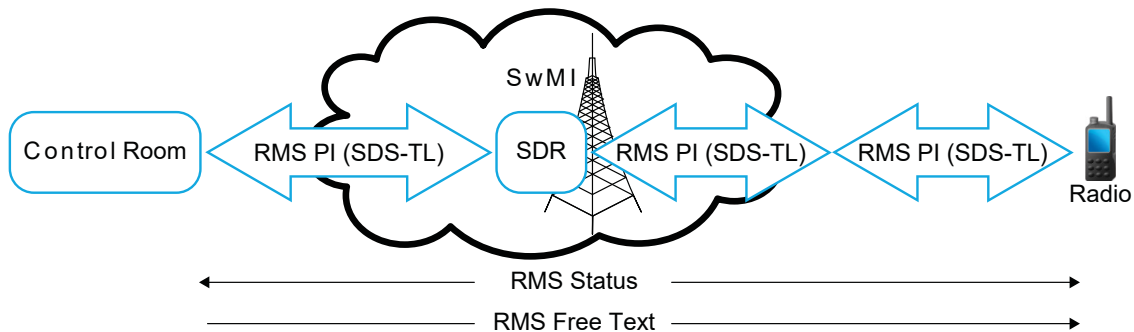 SwMI
Control Room
RMS PI (SDS-TL)
SDR
RMS PI (SDS-TL)
RMS PI (SDS-TL)
Radio
RMS Status
RMS Free Text